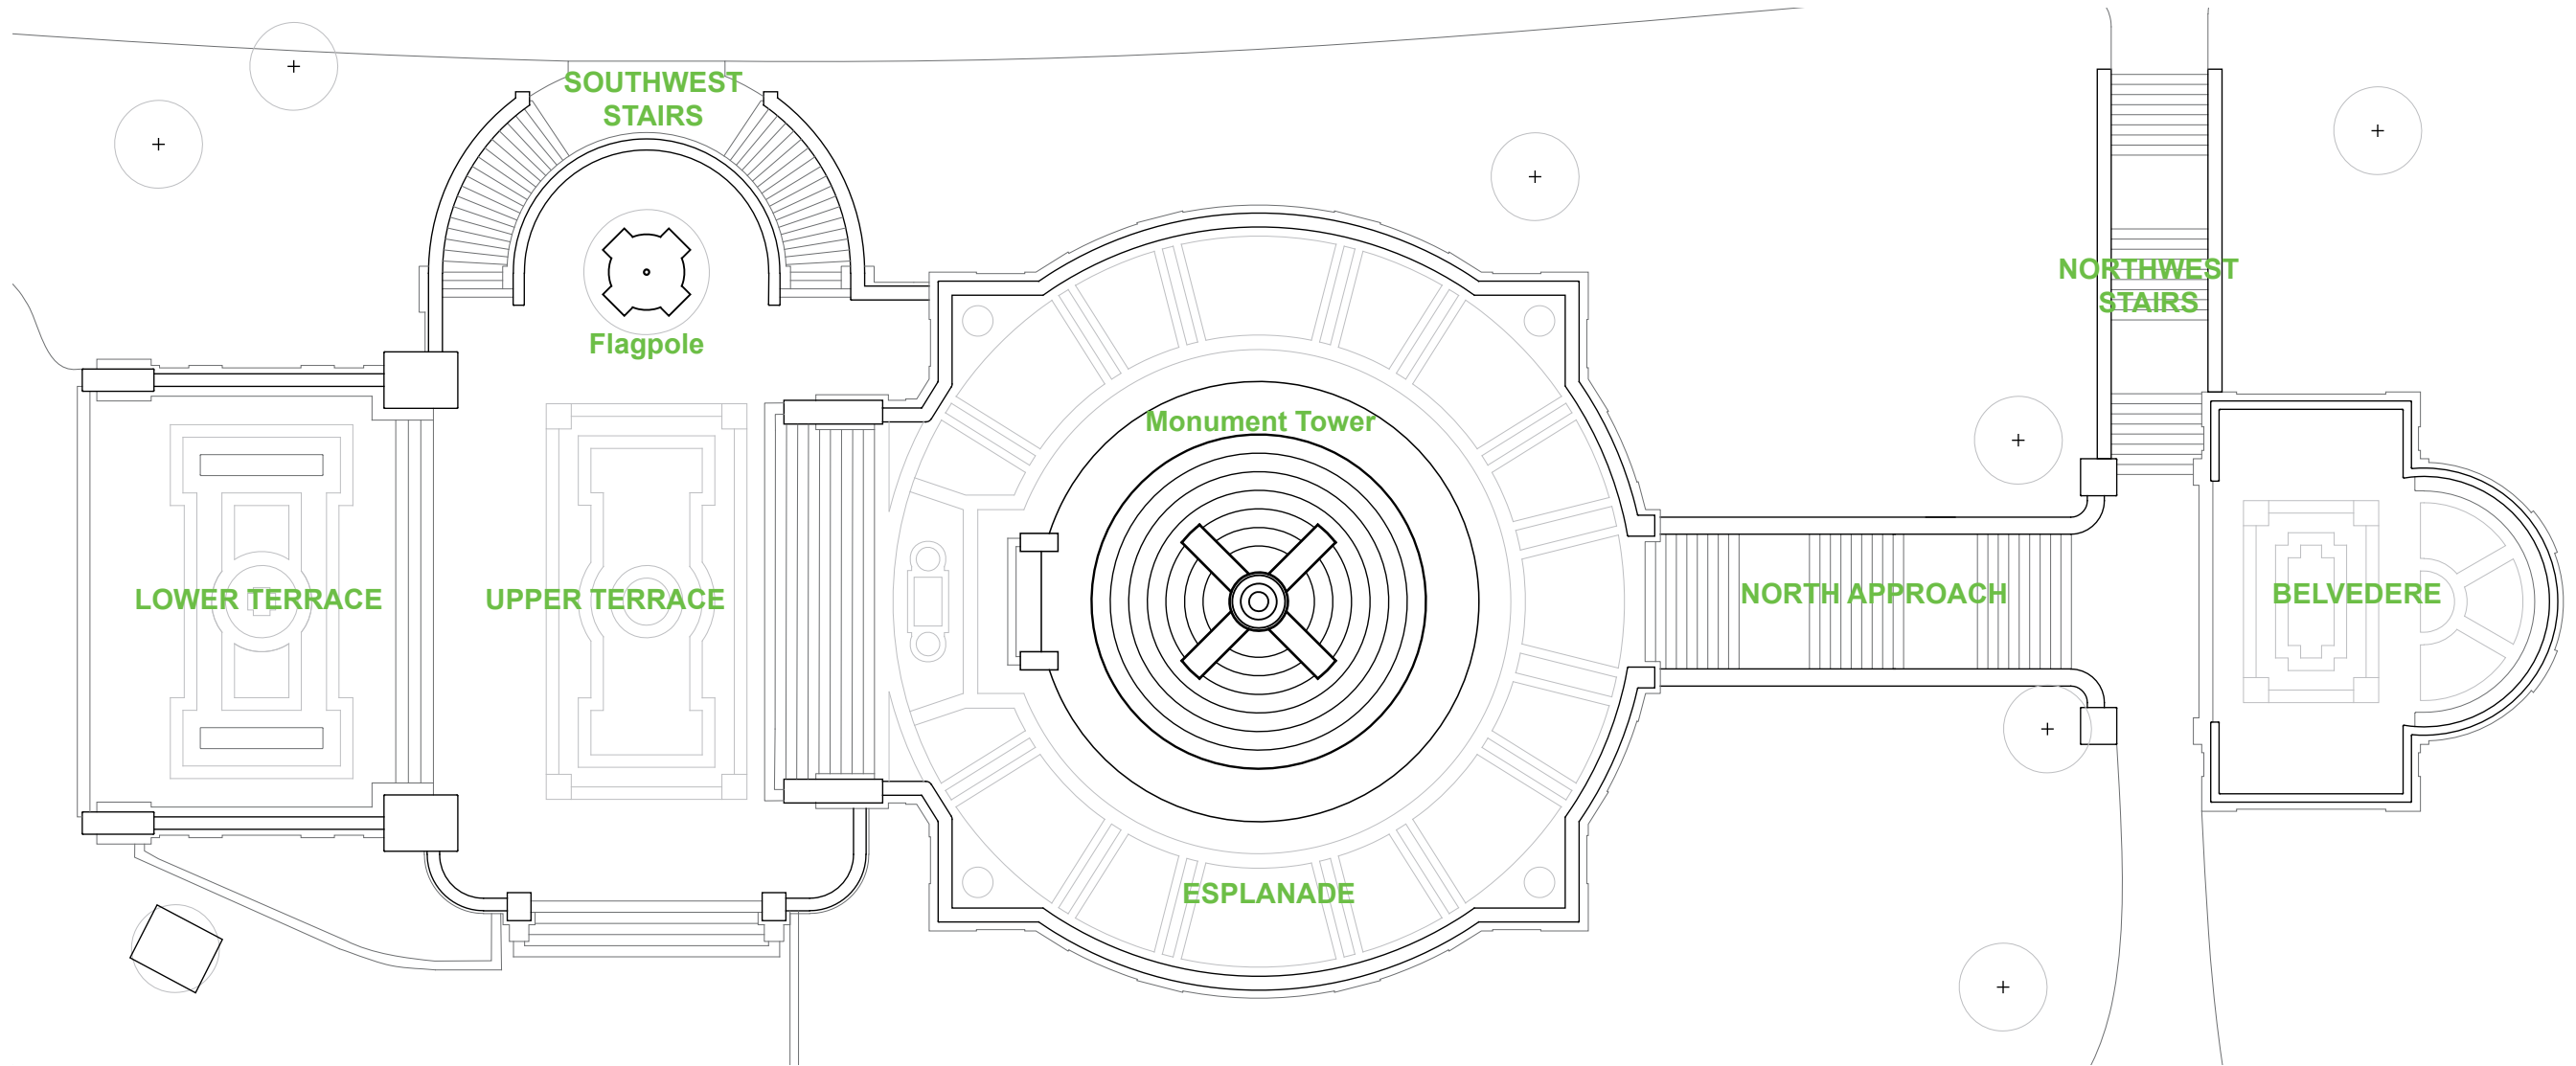 SOUTHWEST
STAIRS
NORTHWEST
STAIRS
Flagpole
Monument Tower
LOWER TERRACE
UPPER TERRACE
NORTH APPROACH
BELVEDERE
ESPLANADE